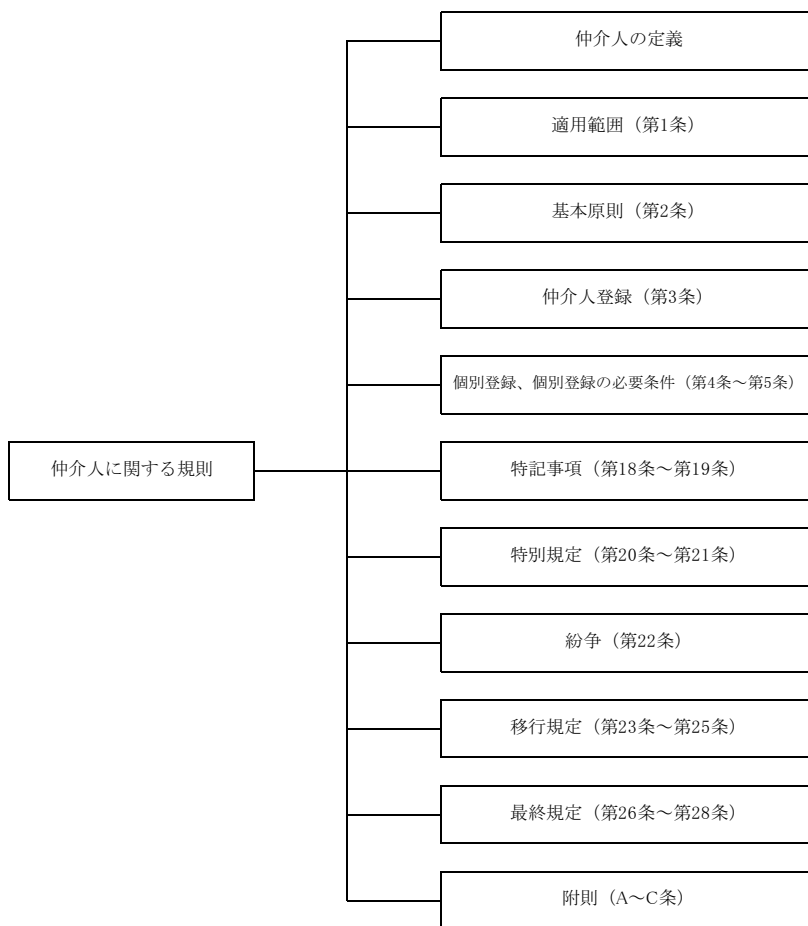 仲介人の定義
適用範囲（第1条）
基本原則（第2条）
仲介人登録（第3条）
個別登録、個別登録の必要条件（第4条～第5条）
仲介人に関する規則
特記事項（第18条～第19条）
特別規定（第20条～第21条）
紛争（第22条）
移行規定（第23条～第25条）
最終規定（第26条～第28条）
附則（A～C条）